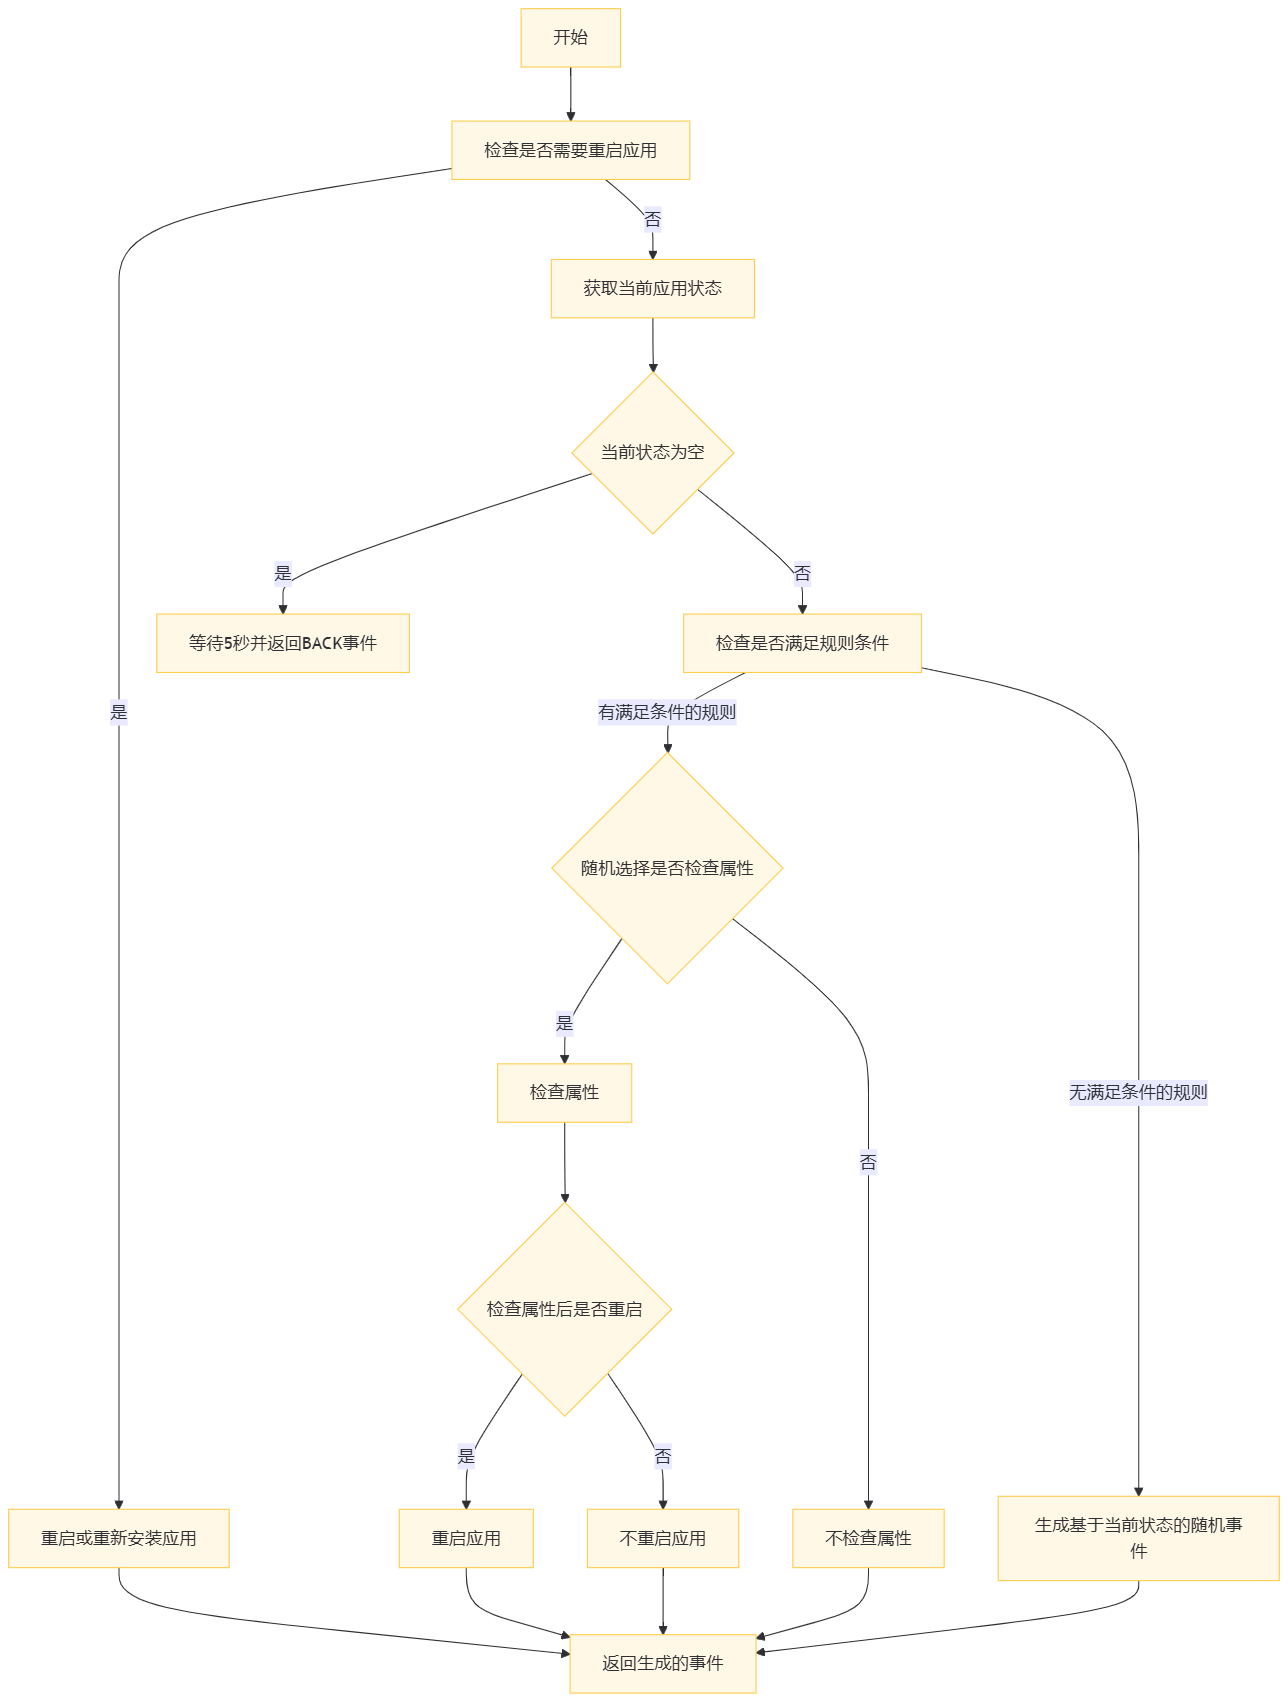 开始
检查是否需要重启应用
否
获取当前应用状态
当前状态为空
是
否
等待5秒并返回BACK事件
检查是否满足规则条件
是
有满足条件的规则
随机选择是否检查属性
是
检查属性
无满足条件的规则
否
检查属性后是否重启
是
否
重启或重新安装应用
重启应用
不重启应用
不检查属性
生成基于当前状态的随机事
件
返回生成的事件